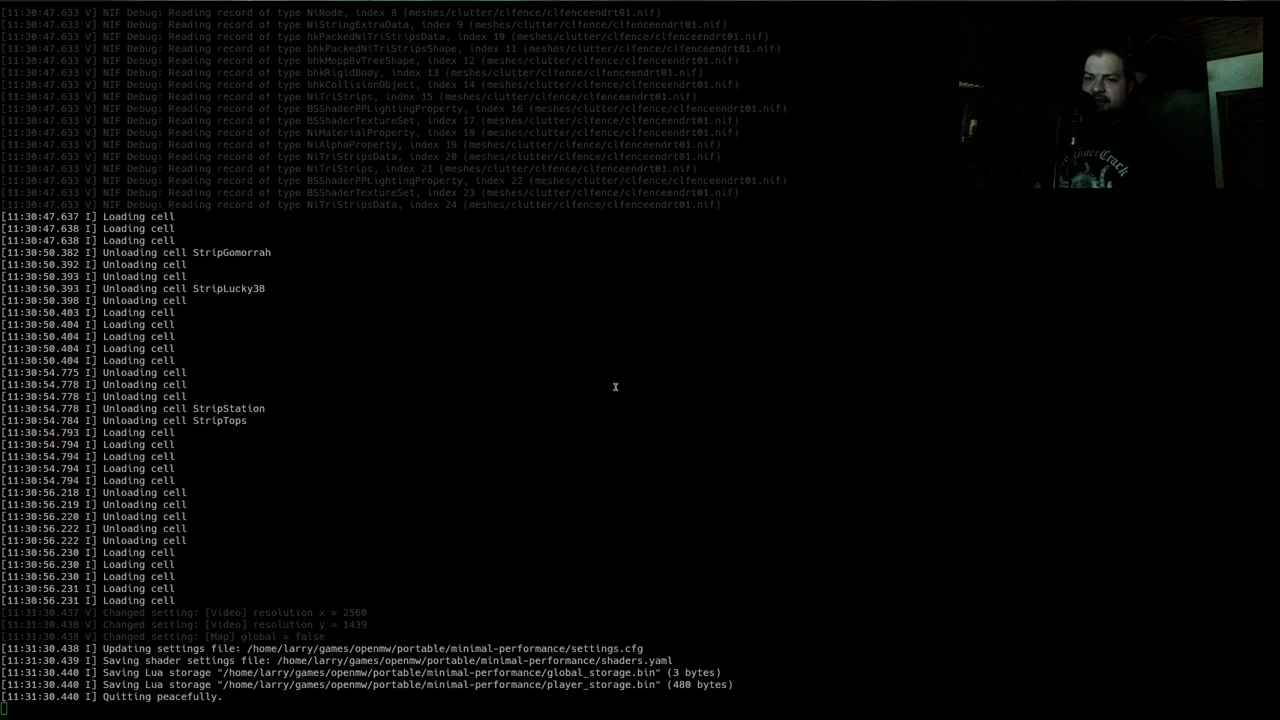 [11:30:47.633 V] NIF Debug: Reading record of type NiNode, index 8 (meshes/clutter/clfence/clfenceendrt01.nif)
[11:30:47.633 V] NIF Debug: Reading record of type NiStringExtraData, index 9 (meshes/clutter/clfence/clfenceendrt01.nif)
[11:30:47.633 V] NIF Debug: Reading record of type hkPackedNiTriStripsData, index 10 (meshes/clutter/clfence/clfenceendrt01.nif)
[11:30:47.633 V] NIF Debug: Reading record of type bhkPackedNiTriStripsShape, index 11 (meshes/clutter/clfence/clfenceendrt01.nif)
[11:30:47.633 V] NIF Debug: Reading record of type bhkMoppBvTreeShape, index 12 (meshes/clutter/clfence/clfenceendrt01.nif)
[11:30:47.633 V] NIF Debug: Reading record of type bhkRigidBody, index 13 (meshes/clutter/clfence/clfenceendrt01.nif)
[11:30:47.633 V] NIF Debug: Reading record of type bhkCollisionObject, index 14 (meshes/clutter/clfence/clfenceendrt01.nif)
[11:30:47.633 V] NIF Debug: Reading record of type NiTriStrips, index 15 (meshes/clutter/clfence/clfenceendrt01.nif)
[11:30:47.633 V] NIF Debug: Reading record of type BSShaderPPLightingProperty, index 16 (meshes/clutter/clfence/clfenceendrt01.nif)
[11:30:47.633 V] NIF Debug: Reading record of type BSShaderTextureSet, index 17 (meshes/clutter/clfence/clfenceendrt01.nif)
[11:30:47.633 V] NIF Debug: Reading record of type NiMaterialProperty, index 18 (meshes/clutter/clfence/clfenceendrt01.nif)
[11:30:47.633 V] NIF Debug: Reading record of type NiAlphaProperty, index 19 (meshes/clutter/clfence/clfenceendrt01.nif)
[11:30:47.633 V] NIF Debug: Reading record of type NiTriStripsData, index 20 (meshes/clutter/clfence/clfenceendrt01.nif)
[11:30:47.633 V] NIF Debug: Reading record of type NiTriStrips, index 21 (meshes/clutter/clfence/clfenceendrt01.nif)
[11:30:47.633 V] NIF Debug: Reading record of type BSShaderPPLightingProperty, index 22 (meshes/clutter/clfence/clfenceendrt01.nif)
[11:30:47.633 V] NIF Debug: Reading record of type BSShaderTextureSet, index 23 (meshes/clutter/clfence/clfenceendrt01.nif)
[11:30:47.633 V] NIF Debug: Reading record of type NiTriStripsData, index 24 (meshes/clutter/clfence/clfenceendrt01.nif)
[11:30:47.637 I] Loading cell
[11:30:47.638 I] Loading cell
[11:30:47.638 I] Loading cell
[11:30:50.382 I] Unloading cell StripGomorrah
[11:30:50.392 I] Unloading cell
[11:30:50.393 I] Unloading cell
[11:30:50.393 I] Unloading cell StripLucky38
[11:30:50.398 I] Unloading cell
[11:30:50.403 I] Loading cell
[11:30:50.404 I] Loading cell
[11:30:50.404 I] Loading cell
[11:30:50.404 I] Loading cell
[11:30:50.404 I] Loading cell
[11:30:54.775 I] Unloading cell
[11:30:54.778 I] Unloading cell
[11:30:54.778 I] Unloading cell
[11:30:54.778 I] Unloading cell StripStation
[11:30:54.784 I] Unloading cell StripTops
[11:30:54.793 I] Loading cell
[11:30:54.794 I] Loading cell
[11:30:54.794 I] Loading cell
[11:30:54.794 I] Loading cell
[11:30:54.794 I] Loading cell
[11:30:56.218 I] Unloading cell
[11:30:56.219 I] Unloading cell
[11:30:56.220 I] Unloading cell
[11:30:56.222 I] Unloading cell
[11:30:56.222 I] Unloading cell
[11:30:56.230 I] Loading cell
[11:30:56.230 I] Loading cell
[11:30:56.230 I] Loading cell
[11:30:56.231 I] Loading cell
[11:30:56.231 I] Loading cell
[11:31:30.437 V] Changed setting: [Video] resolution x = 2560
[11:31:30.438 V] Changed setting: [Video] resolution y = 1439
[11:31:30.438 V] Changed setting: [Map] global = false
[11:31:30.438 I] Updating settings file: /home/larry/games/openmw/portable/minimal-performance/settings.cfg
[11:31:30.439 I] Saving shader settings file: /home/larry/games/openmw/portable/minimal-performance/shaders.yaml
[11:31:30.440 I] Saving Lua storage "/home/larry/games/openmw/portable/minimal-performance/global_storage.bin" (3 bytes)
[11:31:30.440 I] Saving Lua storage "/home/larry/games/openmw/portable/minimal-performance/player_storage.bin" (480 bytes)
[11:31:30.440 I] Quitting peacefully.